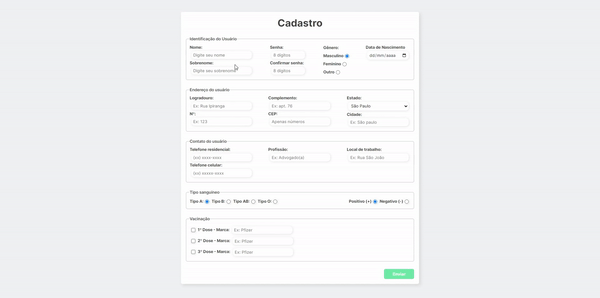 Cadastro
Identificação do Usuário
Nome: Senha: Gênero: Data de Nascimento
Digite seu nome 8 dígitos Masculino dd/mm/aaaa
Sobrenome: Confirmar senha: Feminino
Digite seu sobrenome 8 dígitos Outro
Endereço do usuário
Logradouro: Complemento: Estado:
Ex: Rua Ipiranga Ex: apt. 10 São Paulo
Nº: CEP: Cidade:
Ex: 123 Apenas números Ex: São paulo
Contato do usuário
Telefone residencial: Profissão: Local de trabalho:
(xx) xxxx-xxxx Ex: Advogado(a) Ex: Rua São João
Telefone celular:
(xx) xxxxx-xxxx
Tipo sanguíneo
Tipo A: Tipo B: Tipo AB: Tipo O: Positivo (+) Negativo (-)
Vacinação
1ª Dose - Marca: Ex: Pfizer
2ª Dose - Marca: Ex: Pfizer
3ª Dose - Marca: Ex: Pfizer
Enviar